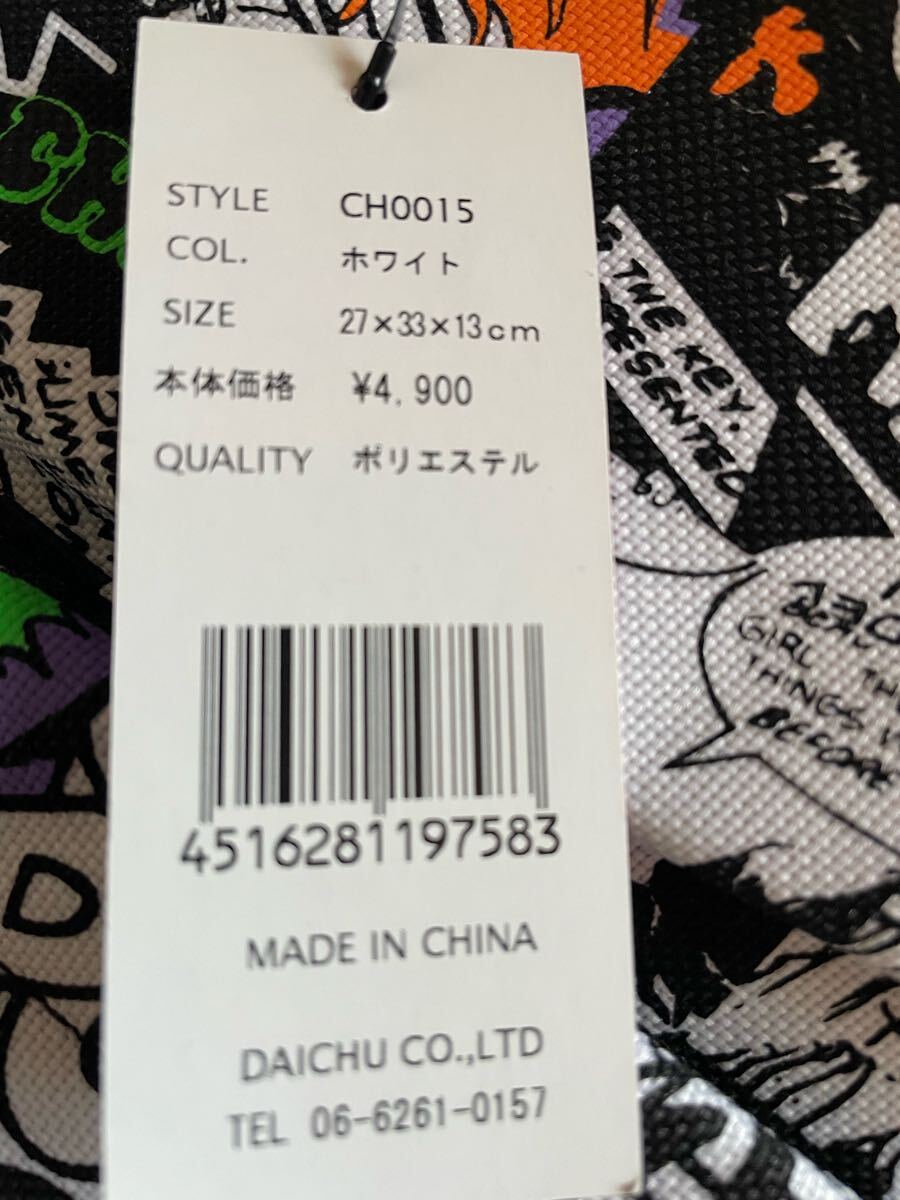 STYLE CH0015
COL. ホワイト
SIZE 27×33×13cm
本体価格 ¥4,900
QUALITY ポリエステル
4516281197583
MADE IN CHINA
DAICHU CO.,LTD
TEL 06-6261-0157
THE KEY.
GIRL
THINGS
BEFORE